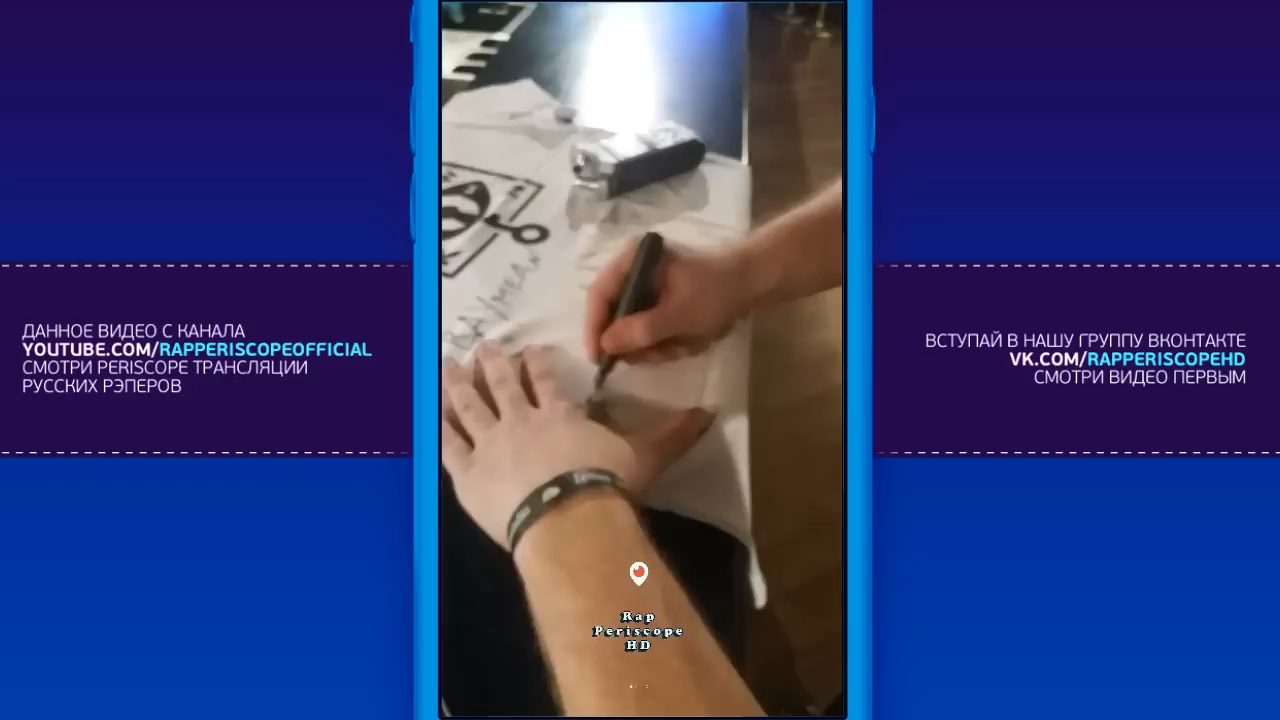 ДАННОЕ ВИДЕО С КАНАЛА
YOUTUBE.COM/RAPPERISCOPEOFFICIAL
СМОТРИ PERISCOPE ТРАНСЛЯЦИИ
РУССКИХ РЭПЕРОВ
ВСТУПАЙ В НАШУ ГРУППУ ВКОНТАКТЕ
VK.COM/RAPPERISCOPEHD
СМОТРИ ВИДЕО ПЕРВЫМ
Rap
Periscope
HD